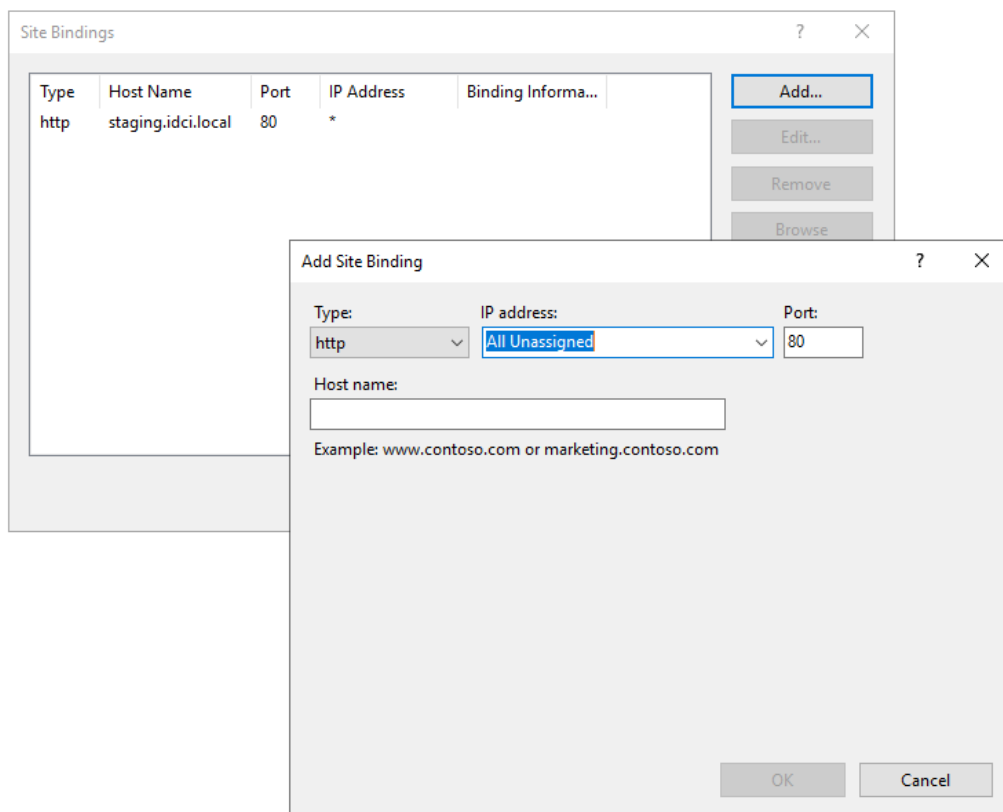 Site Bindings ?
Type Host Name Port IP Address Binding Informa... Add...
http staging.idci.local 80 *
Edit...
Remove
Browse
Add Site Binding ?
Type: IP address: Port:
http All Unassigned 80
Host name:
Example: www.contoso.com or marketing.contoso.com
OK Cancel